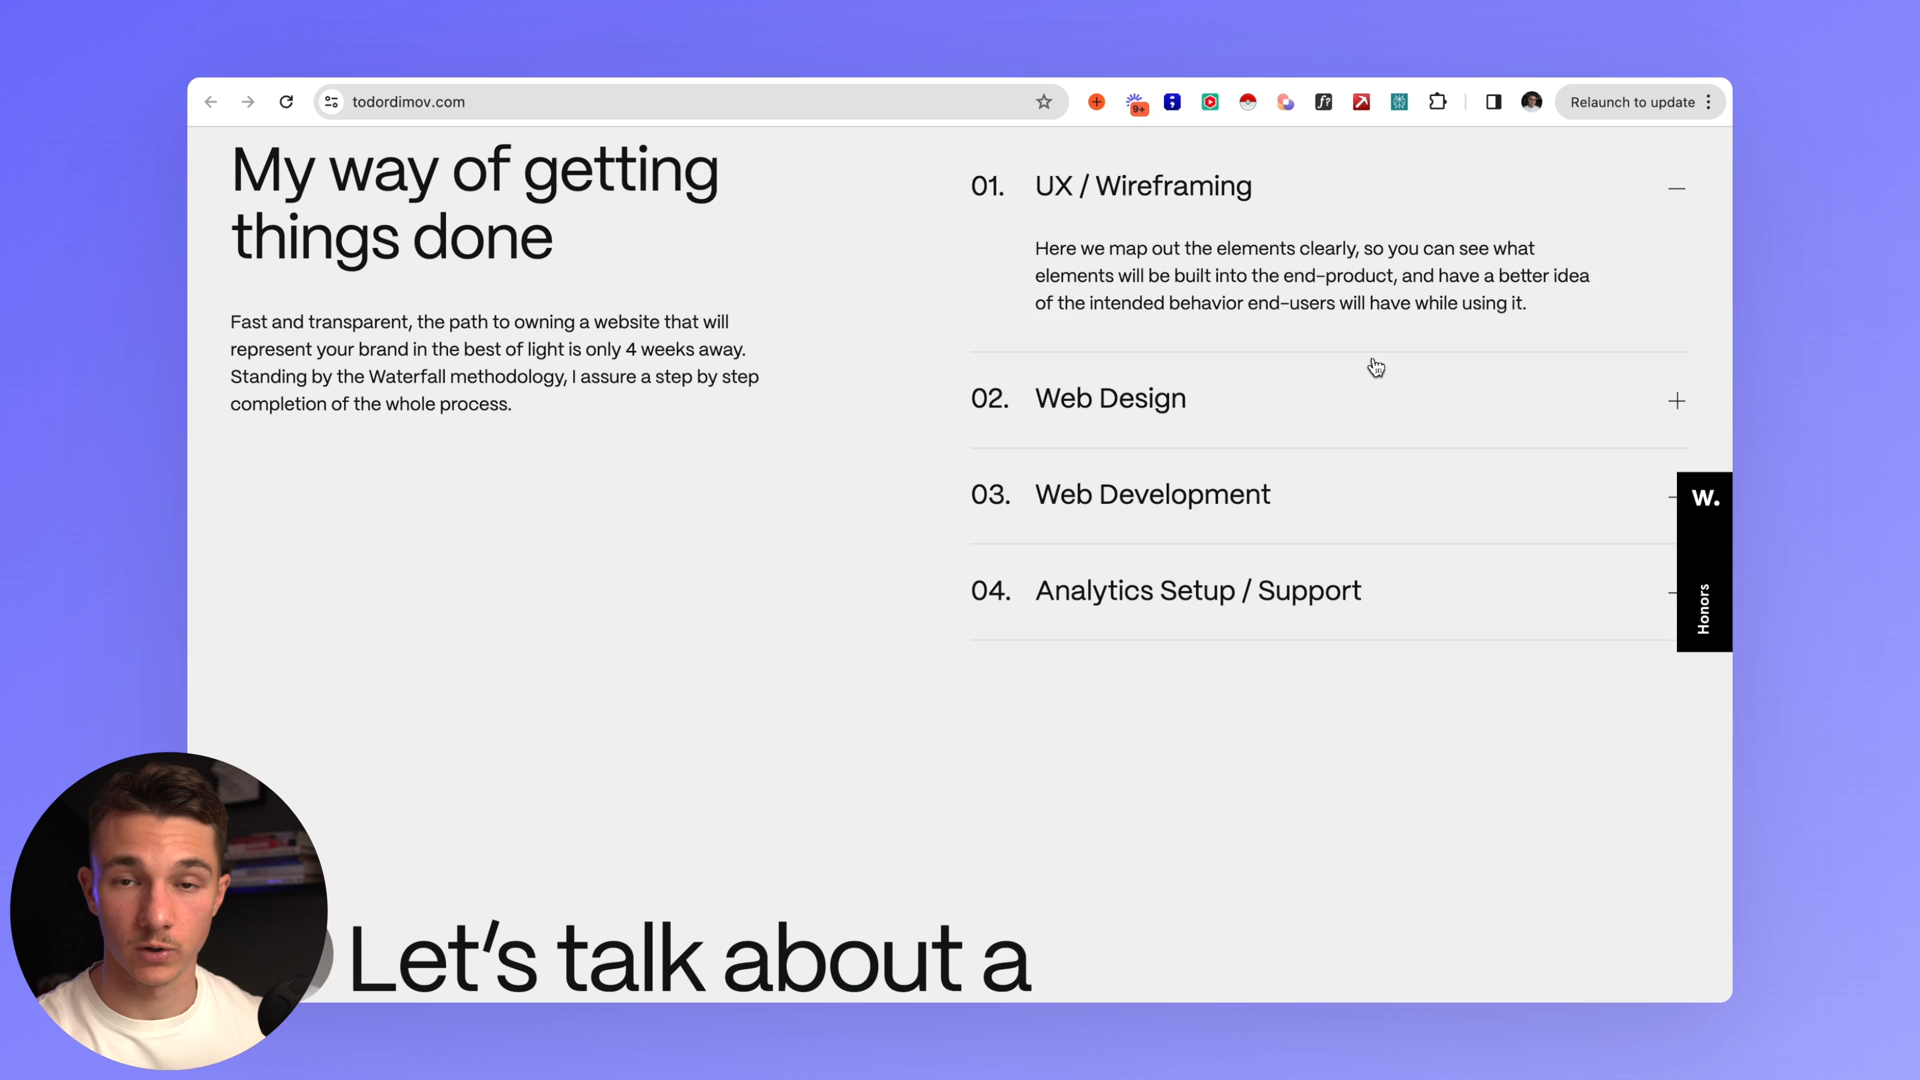 todordimov.com
9+
f?
Relaunch to update
My way of getting
things done
Fast and transparent, the path to owning a website that will
represent your brand in the best of light is only 4 weeks away.
Standing by the Waterfall methodology, I assure a step by step
completion of the whole process.
01. UX / Wireframing
Here we map out the elements clearly, so you can see what
elements will be built into the end-product, and have a better idea
of the intended behavior end-users will have while using it.
02. Web Design
03. Web Development
04. Analytics Setup / Support
W.
Honors
Let's talk about a